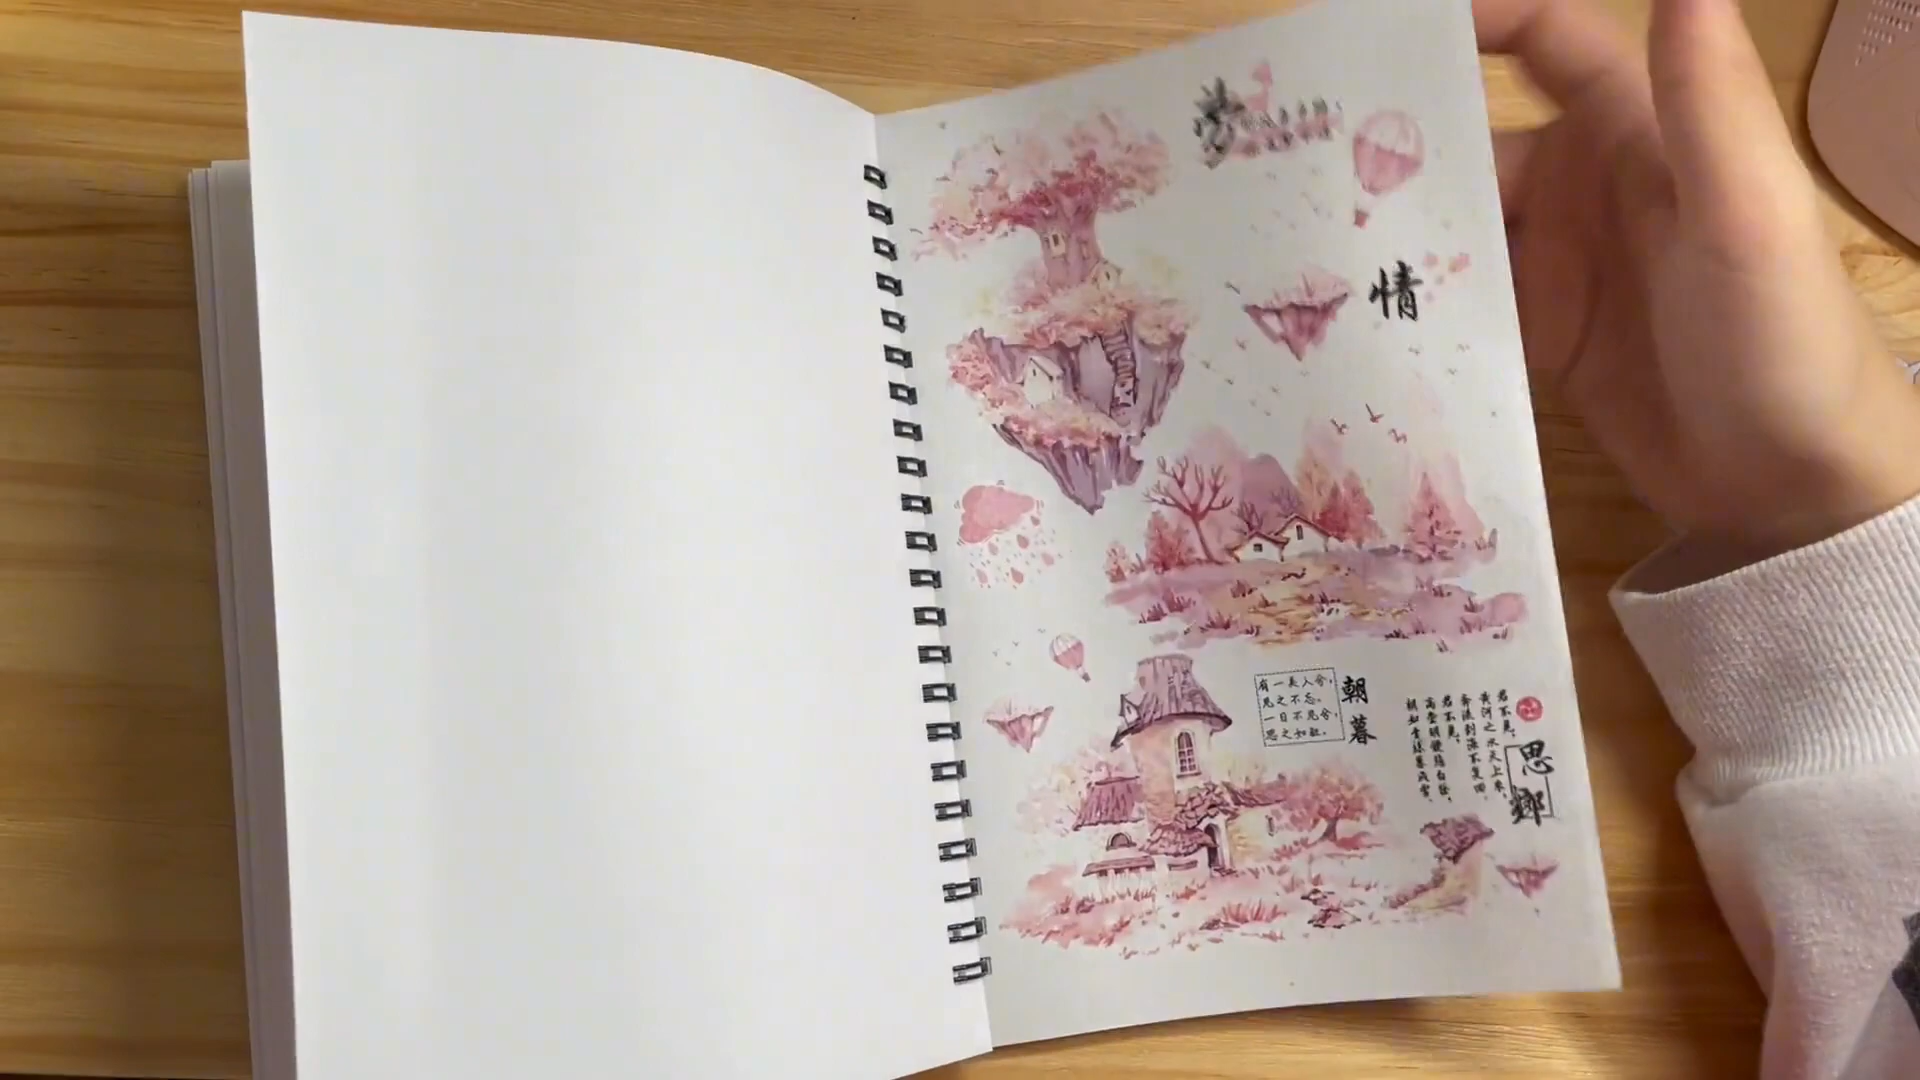 情
朝
暮
有一美人兮，
见之不忘。
一日不见兮，
思之如狂。
思
鄉
君不见，
黄河之水天上来，
奔流到海不复回。
君不见，
高堂明镜悲白发，
朝如青丝暮成雪。